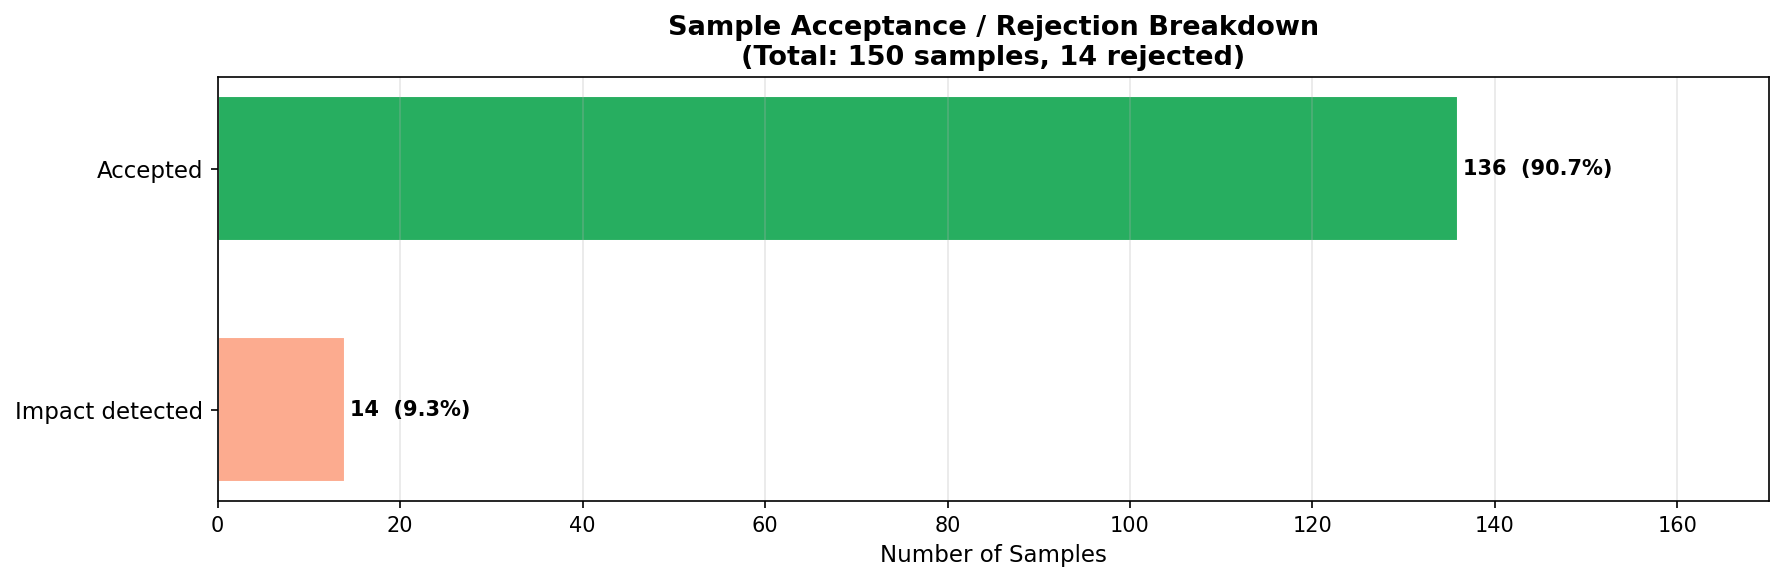 Sample Acceptance / Rejection Breakdown
(Total: 150 samples, 14 rejected)
Accepted
136  (90.7%)
Impact detected
14  (9.3%)
0 20 40 60 80 100 120 140 160
Number of Samples